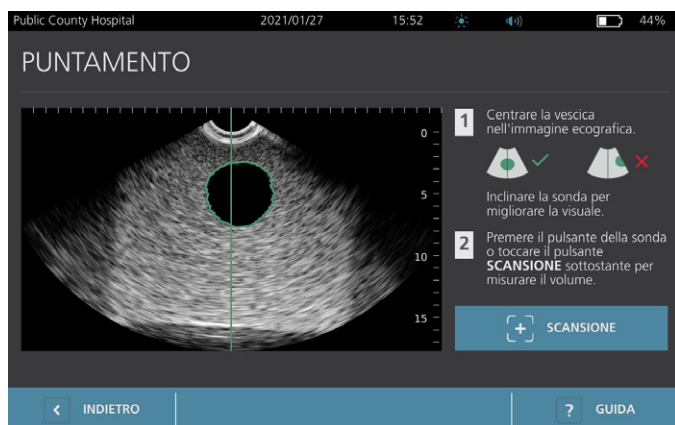 Public County Hospital 2021/01/27 15:52 44%
PUNTAMENTO
0
5
10
15
1 Centrare la vescica
nell'immagine ecografica.
Inclinare la sonda per
migliorare la visuale.
2 Premere il pulsante della sonda
o toccare il pulsante
SCANSIONE sottostante per
misurare il volume.
SCANSIONE
INDIETRO
? GUIDA